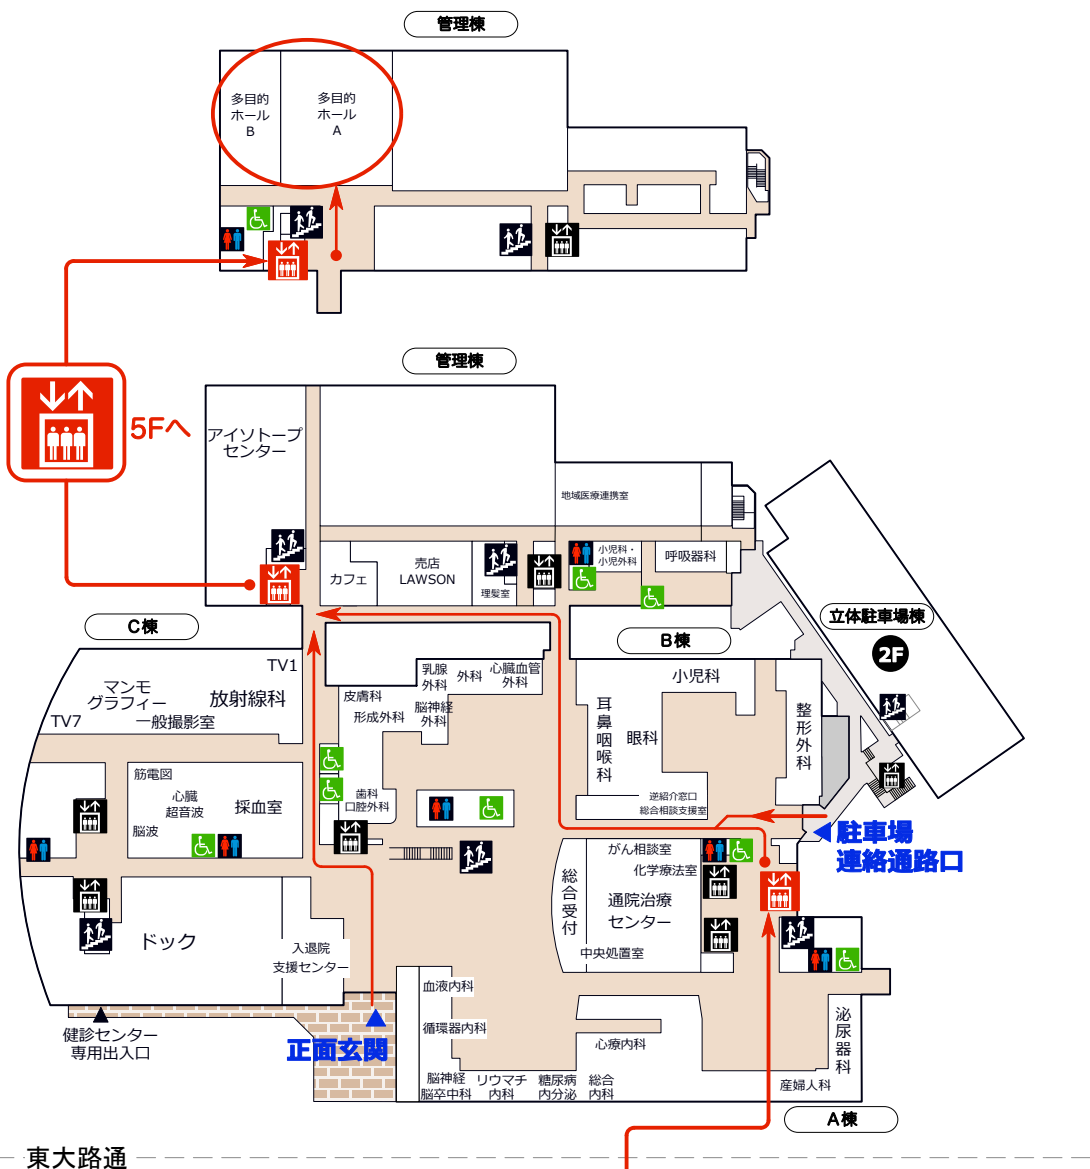 管理棟
多目的
ホール
B
多目的
ホール
A
5Fへ
管理棟
アイソトープ
センター
地域医療連携室
カフェ
売店
LAWSON
理髪室
小児科・
小児外科
呼吸器科
立体駐車場棟
2F
C棟
B棟
TV1
マンモ
グラフィー
放射線科
TV7
一般撮影室
乳腺
外科
外科
心臓血管
外科
皮膚科
形成外科
脳神経
外科
小児科
耳鼻咽喉科
眼科
整形外科
筋電図
心臓
超音波
脳波
採血室
歯科
口腔外科
逆紹介窓口
総合相談支援室
駐車場
連絡通路口
がん相談室
化学療法室
総合受付
通院治療
センター
中央処置室
ドック
入退院
支援センター
血液内科
循環器内科
心療内科
泌尿器科
健診センター
専用出入口
正面玄関
脳神経
脳卒中科
リウマチ
内科
糖尿病
内分泌
総合
内科
産婦人科
A棟
東大路通